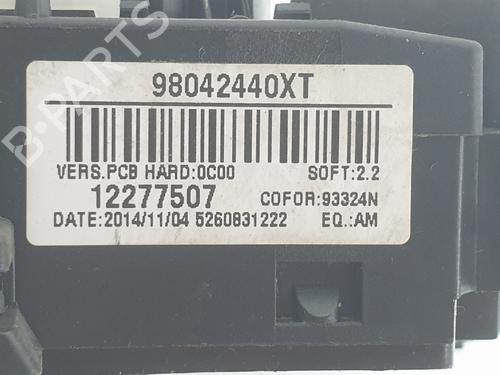 98042440XT
VERS.PCB HARD:0C00 SOFT:2.2
12277507 COFOR:93324N
DATE:2014/11/04 5260831222 EQ.:AM
B-PARTS